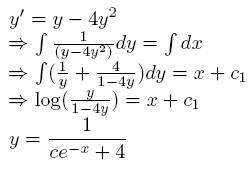 y′ = y − 4y²
⇒ ∫ 1/(y−4y²) dy = ∫ dx
⇒ ∫(1/y + 4/(1−4y))dy = x + c₁
⇒ log(y/(1−4y)) = x + c₁
y = 1/(ce⁻ˣ + 4)